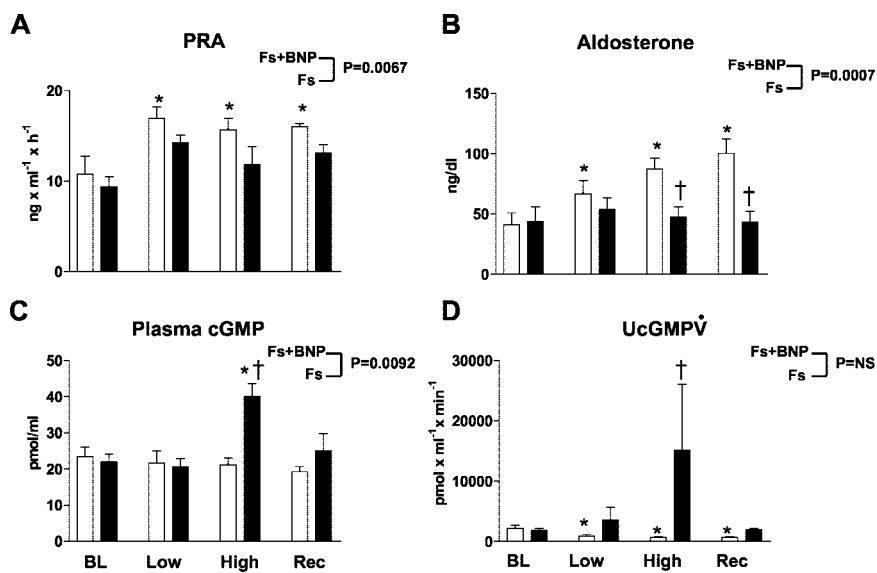 A
PRA
Fs+BNP
Fs
P=0.0067
ng x ml⁻¹ x h⁻¹
20
15
10
5
0
*
*
*
B
Aldosterone
Fs+BNP
Fs
P=0.0007
ng/dl
150
100
50
0
*
*
†
*
†
C
Plasma cGMP
Fs+BNP
Fs
P=0.0092
pmol/ml
50
40
30
20
10
0
*†
BL Low High Rec
D
UcGMPV̇
Fs+BNP
Fs
P=NS
pmol x ml⁻¹x min⁻¹
30000
20000
10000
0
*
*
†
*
BL Low High Rec